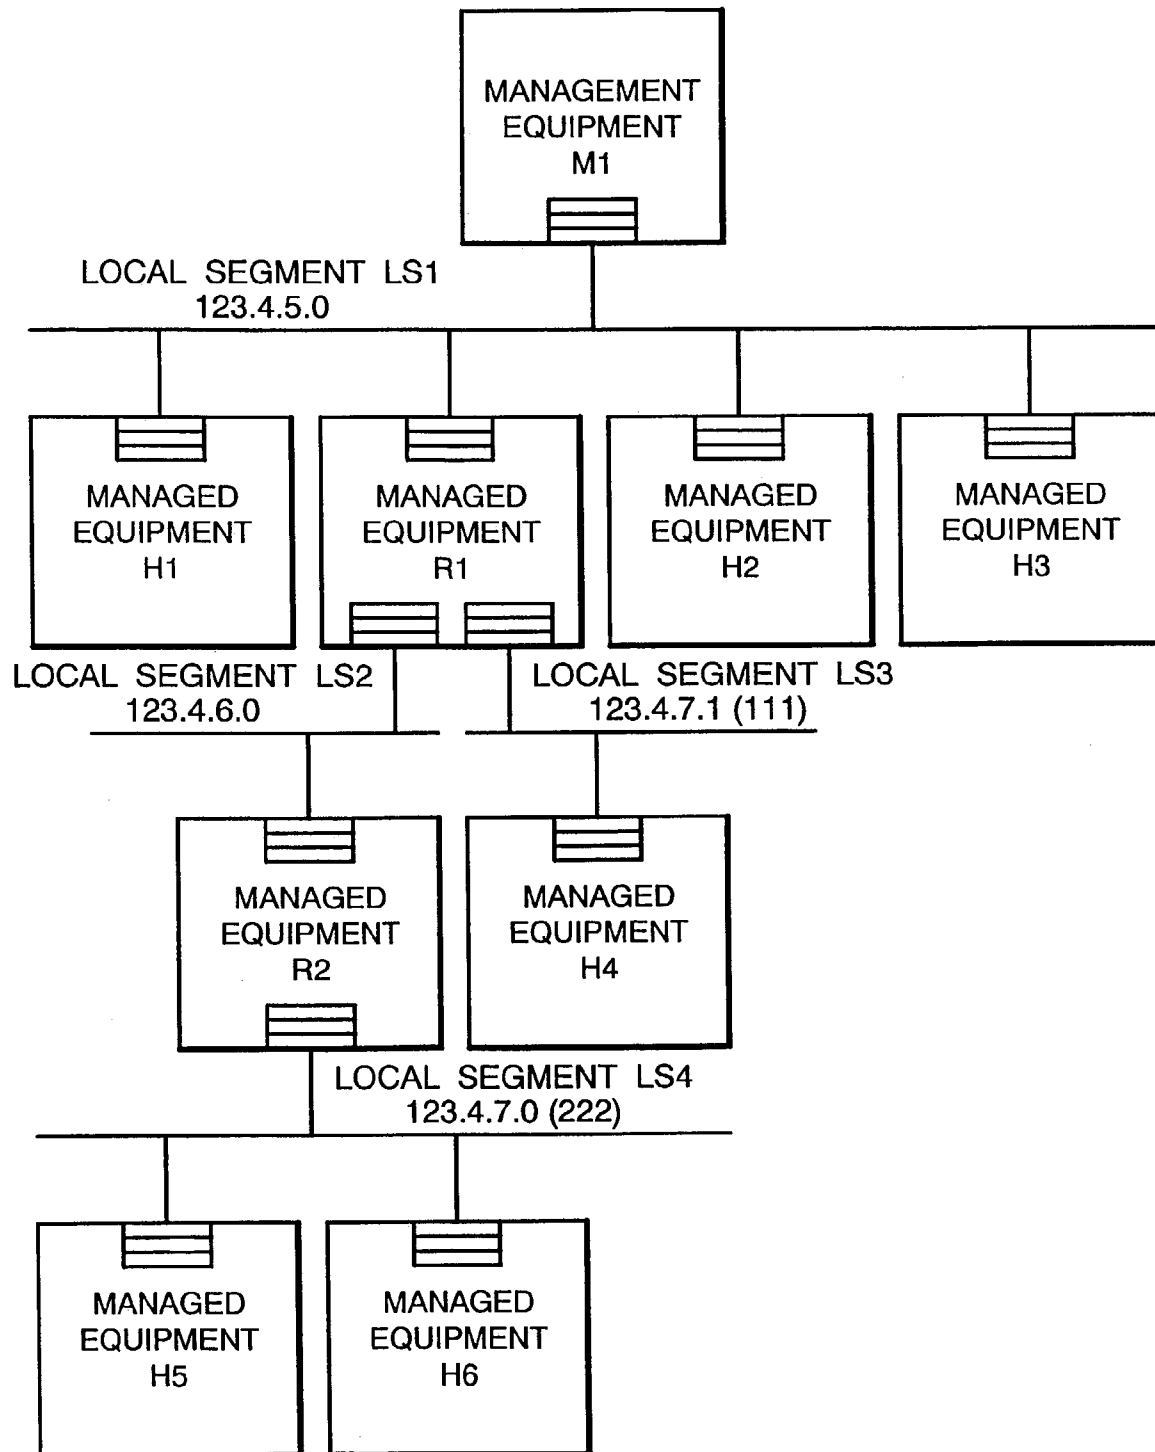 MANAGEMENT
EQUIPMENT
M1
LOCAL SEGMENT LS1
123.4.5.0
MANAGED
EQUIPMENT
H1
MANAGED
EQUIPMENT
R1
MANAGED
EQUIPMENT
H2
MANAGED
EQUIPMENT
H3
LOCAL SEGMENT LS2
123.4.6.0
LOCAL SEGMENT LS3
123.4.7.1 (111)
MANAGED
EQUIPMENT
R2
MANAGED
EQUIPMENT
H4
LOCAL SEGMENT LS4
123.4.7.0 (222)
MANAGED
EQUIPMENT
H5
MANAGED
EQUIPMENT
H6